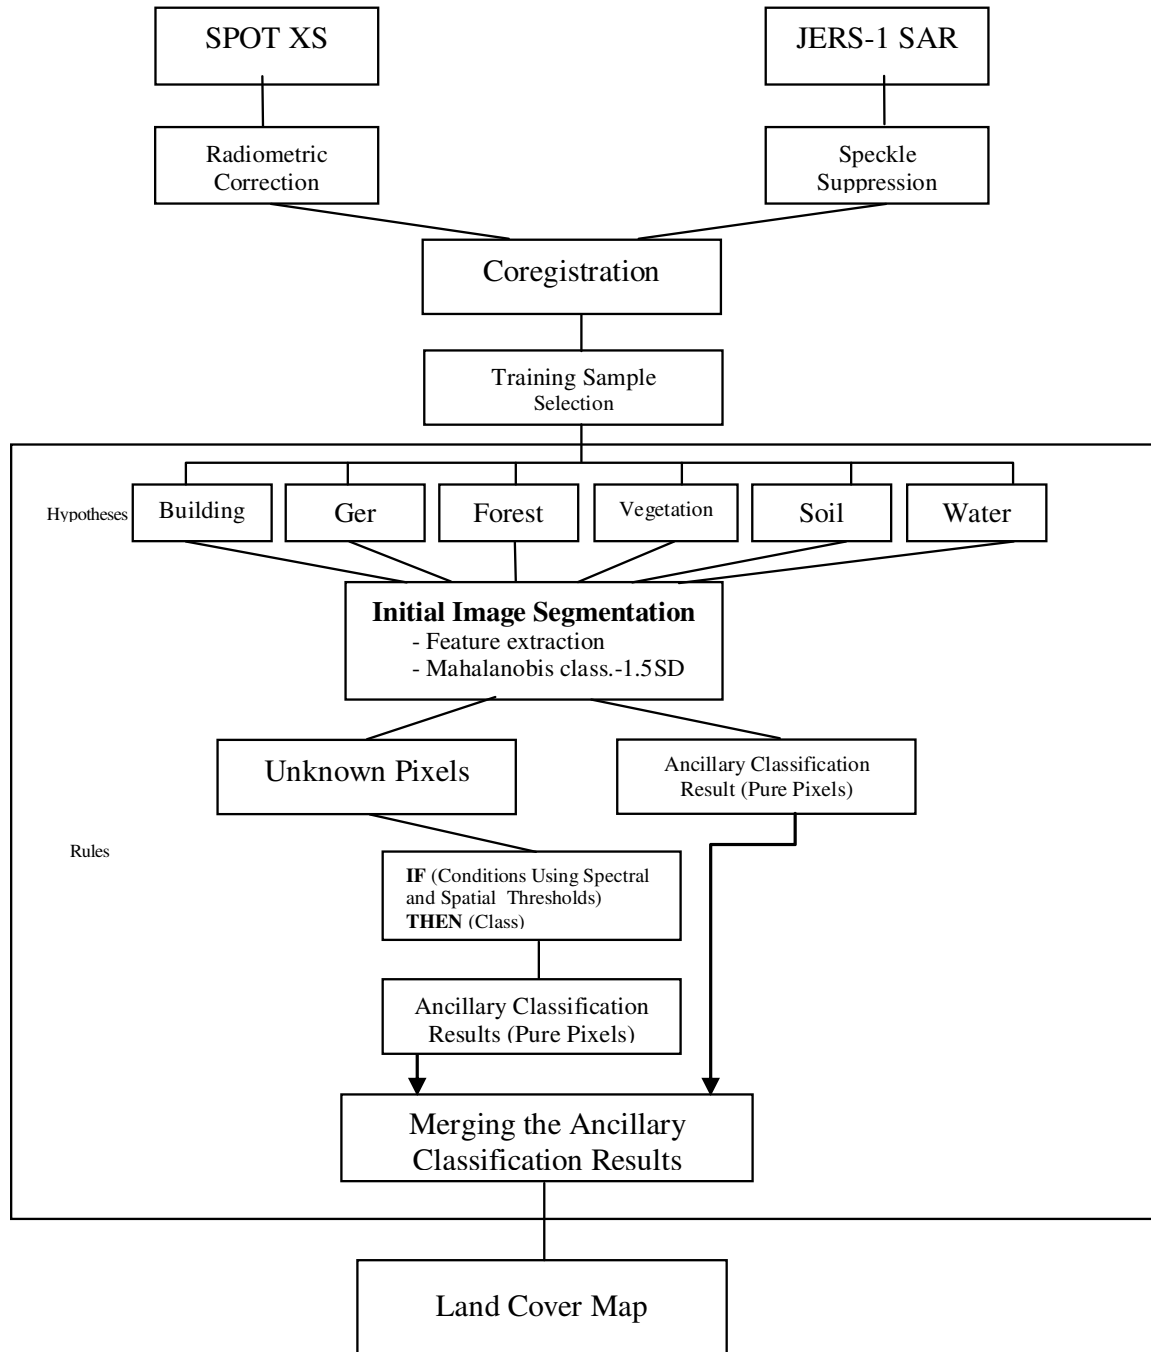 SPOT XS
JERS-1 SAR
Radiometric
Correction
Speckle
Suppression
Coregistration
Training Sample
Selection
Hypotheses
Building
Ger
Forest
Vegetation
Soil
Water
Initial Image Segmentation
- Feature extraction
- Mahalanobis class.-1.5SD
Unknown Pixels
Ancillary Classification
Result (Pure Pixels)
Rules
IF (Conditions Using Spectral
and Spatial Thresholds)
THEN (Class)
Ancillary Classification
Results (Pure Pixels)
Merging the Ancillary
Classification Results
Land Cover Map